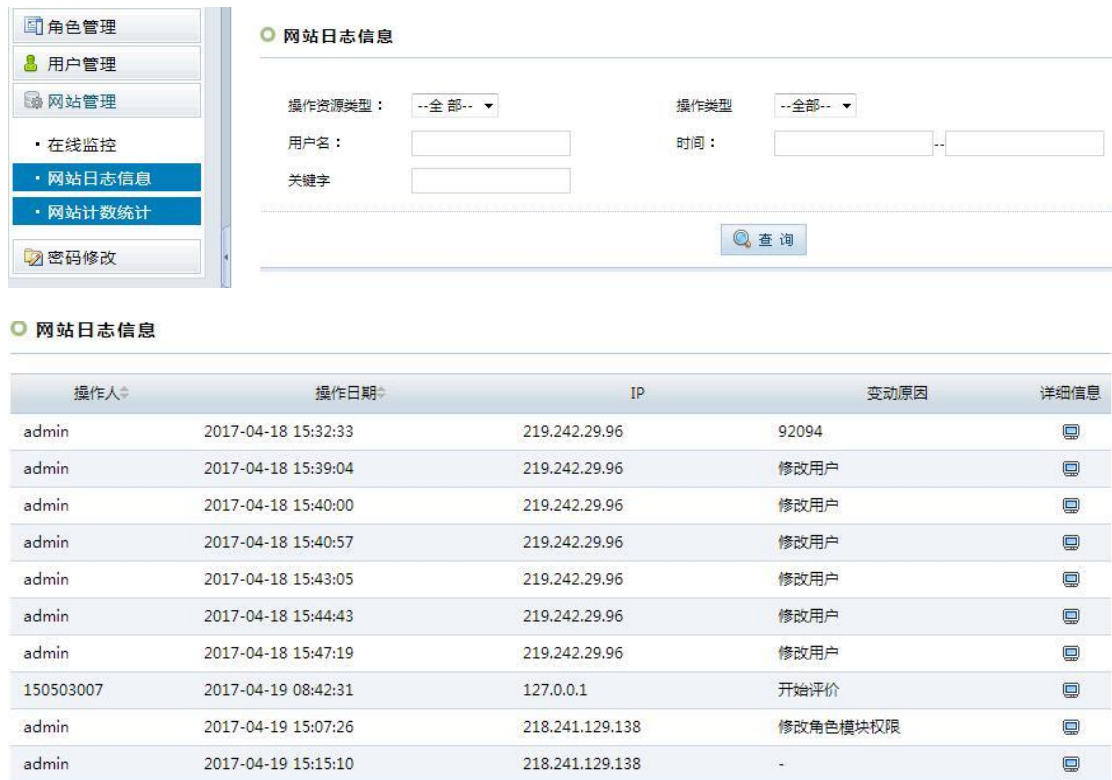 角色管理
用户管理
网站管理
在线监控
网站日志信息
网站计数统计
密码修改
网站日志信息
操作资源类型： --全 部-- 操作类型 --全部--
用户名： 时间： --
关键字
查 询
网站日志信息
操作人 操作日期 IP 变动原因 详细信息
admin 2017-04-18 15:32:33 219.242.29.96 92094
admin 2017-04-18 15:39:04 219.242.29.96 修改用户
admin 2017-04-18 15:40:00 219.242.29.96 修改用户
admin 2017-04-18 15:40:57 219.242.29.96 修改用户
admin 2017-04-18 15:43:05 219.242.29.96 修改用户
admin 2017-04-18 15:44:43 219.242.29.96 修改用户
admin 2017-04-18 15:47:19 219.242.29.96 修改用户
150503007 2017-04-19 08:42:31 127.0.0.1 开始评价
admin 2017-04-19 15:07:26 218.241.129.138 修改角色模块权限
admin 2017-04-19 15:15:10 218.241.129.138 -